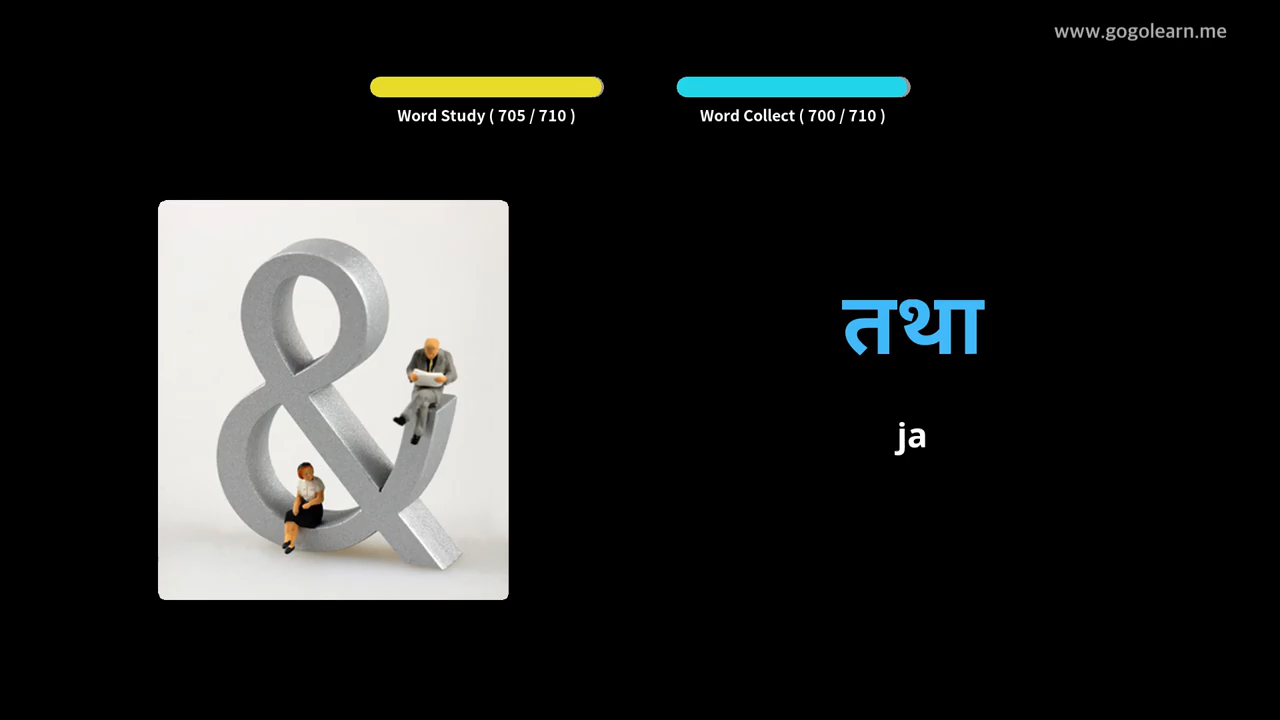 www.gogolearn.me
Word Study ( 705 / 710 )
Word Collect ( 700 / 710 )
&
तथा
ja